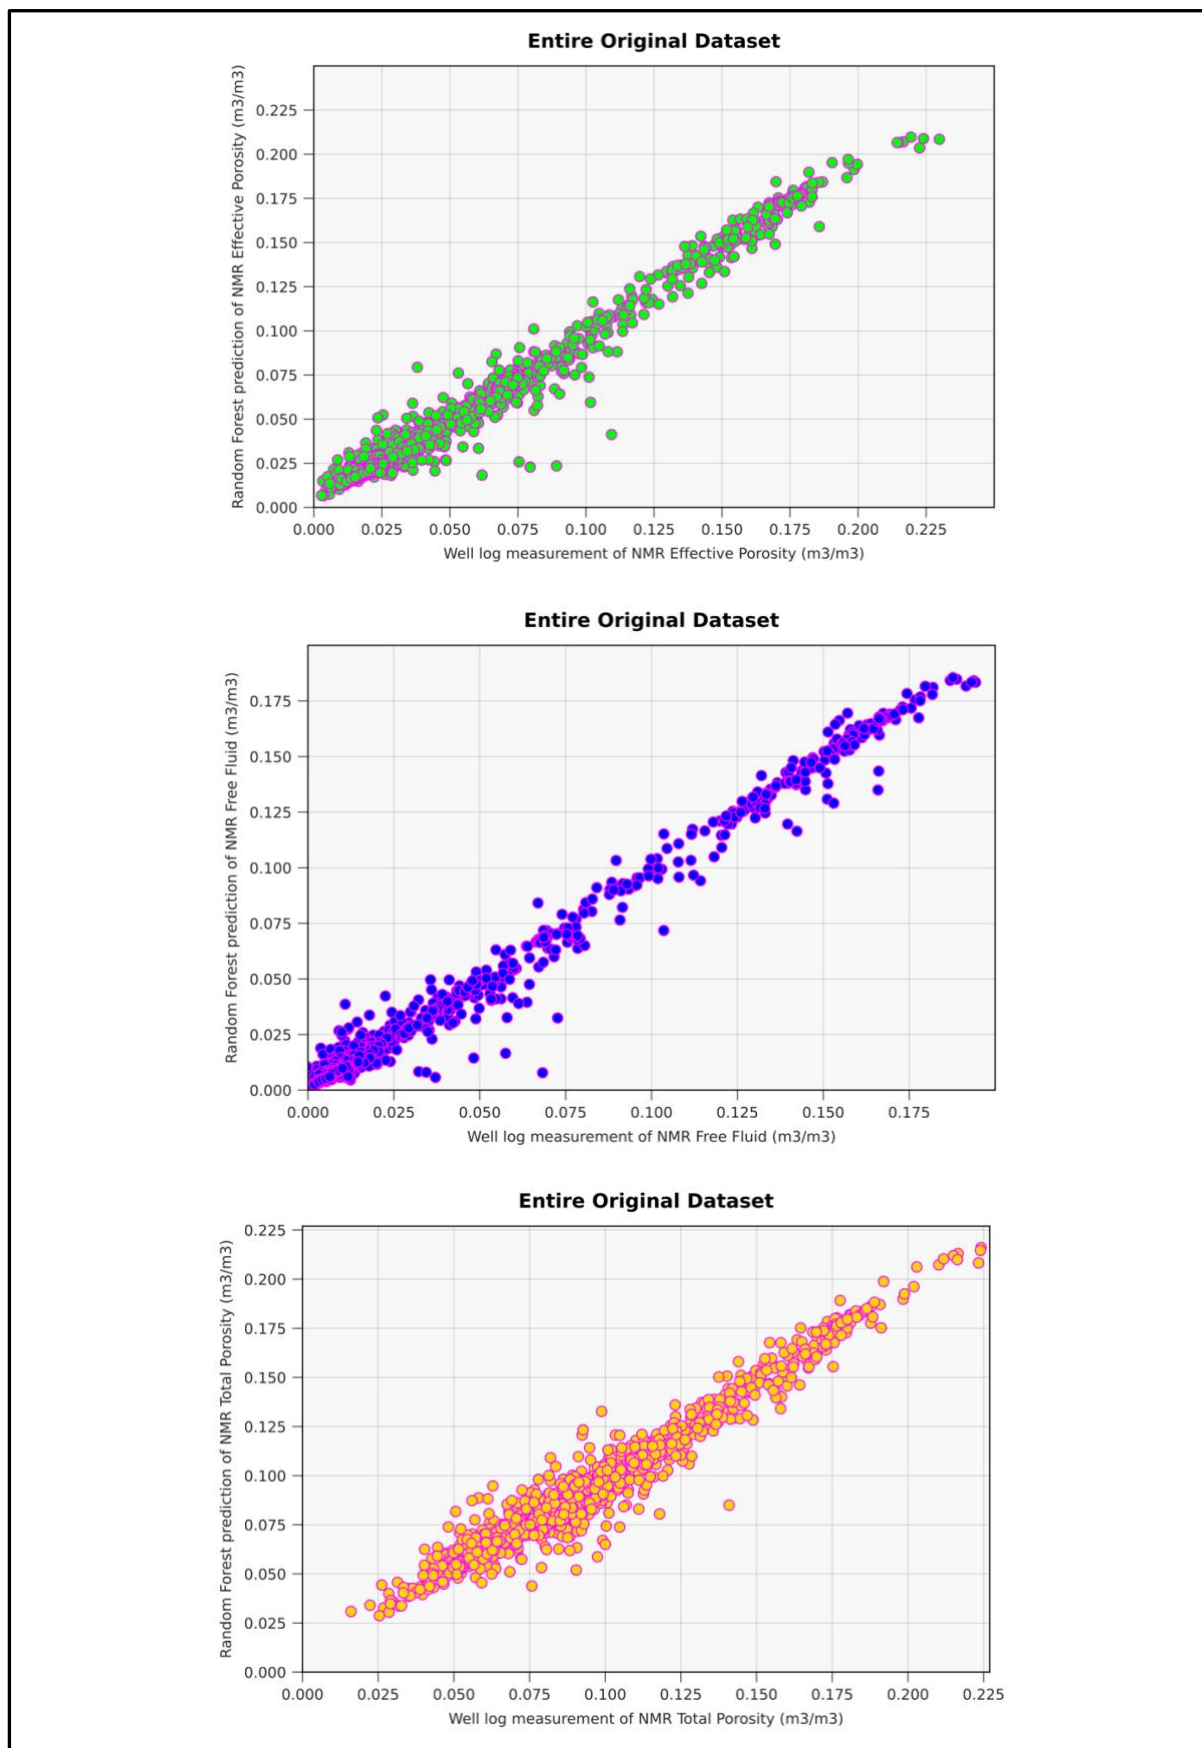 Entire Original Dataset
Random Forest prediction of NMR Effective Porosity (m3/m3)
0.225
0.200
0.175
0.150
0.125
0.100
0.075
0.050
0.025
0.000
0.000 0.025 0.050 0.075 0.100 0.125 0.150 0.175 0.200 0.225
Well log measurement of NMR Effective Porosity (m3/m3)
Entire Original Dataset
Random Forest prediction of NMR Free Fluid (m3/m3)
0.175
0.150
0.125
0.100
0.075
0.050
0.025
0.000
0.000 0.025 0.050 0.075 0.100 0.125 0.150 0.175
Well log measurement of NMR Free Fluid (m3/m3)
Entire Original Dataset
Random Forest prediction of NMR Total Porosity (m3/m3)
0.225
0.200
0.175
0.150
0.125
0.100
0.075
0.050
0.025
0.000
0.000 0.025 0.050 0.075 0.100 0.125 0.150 0.175 0.200 0.225
Well log measurement of NMR Total Porosity (m3/m3)